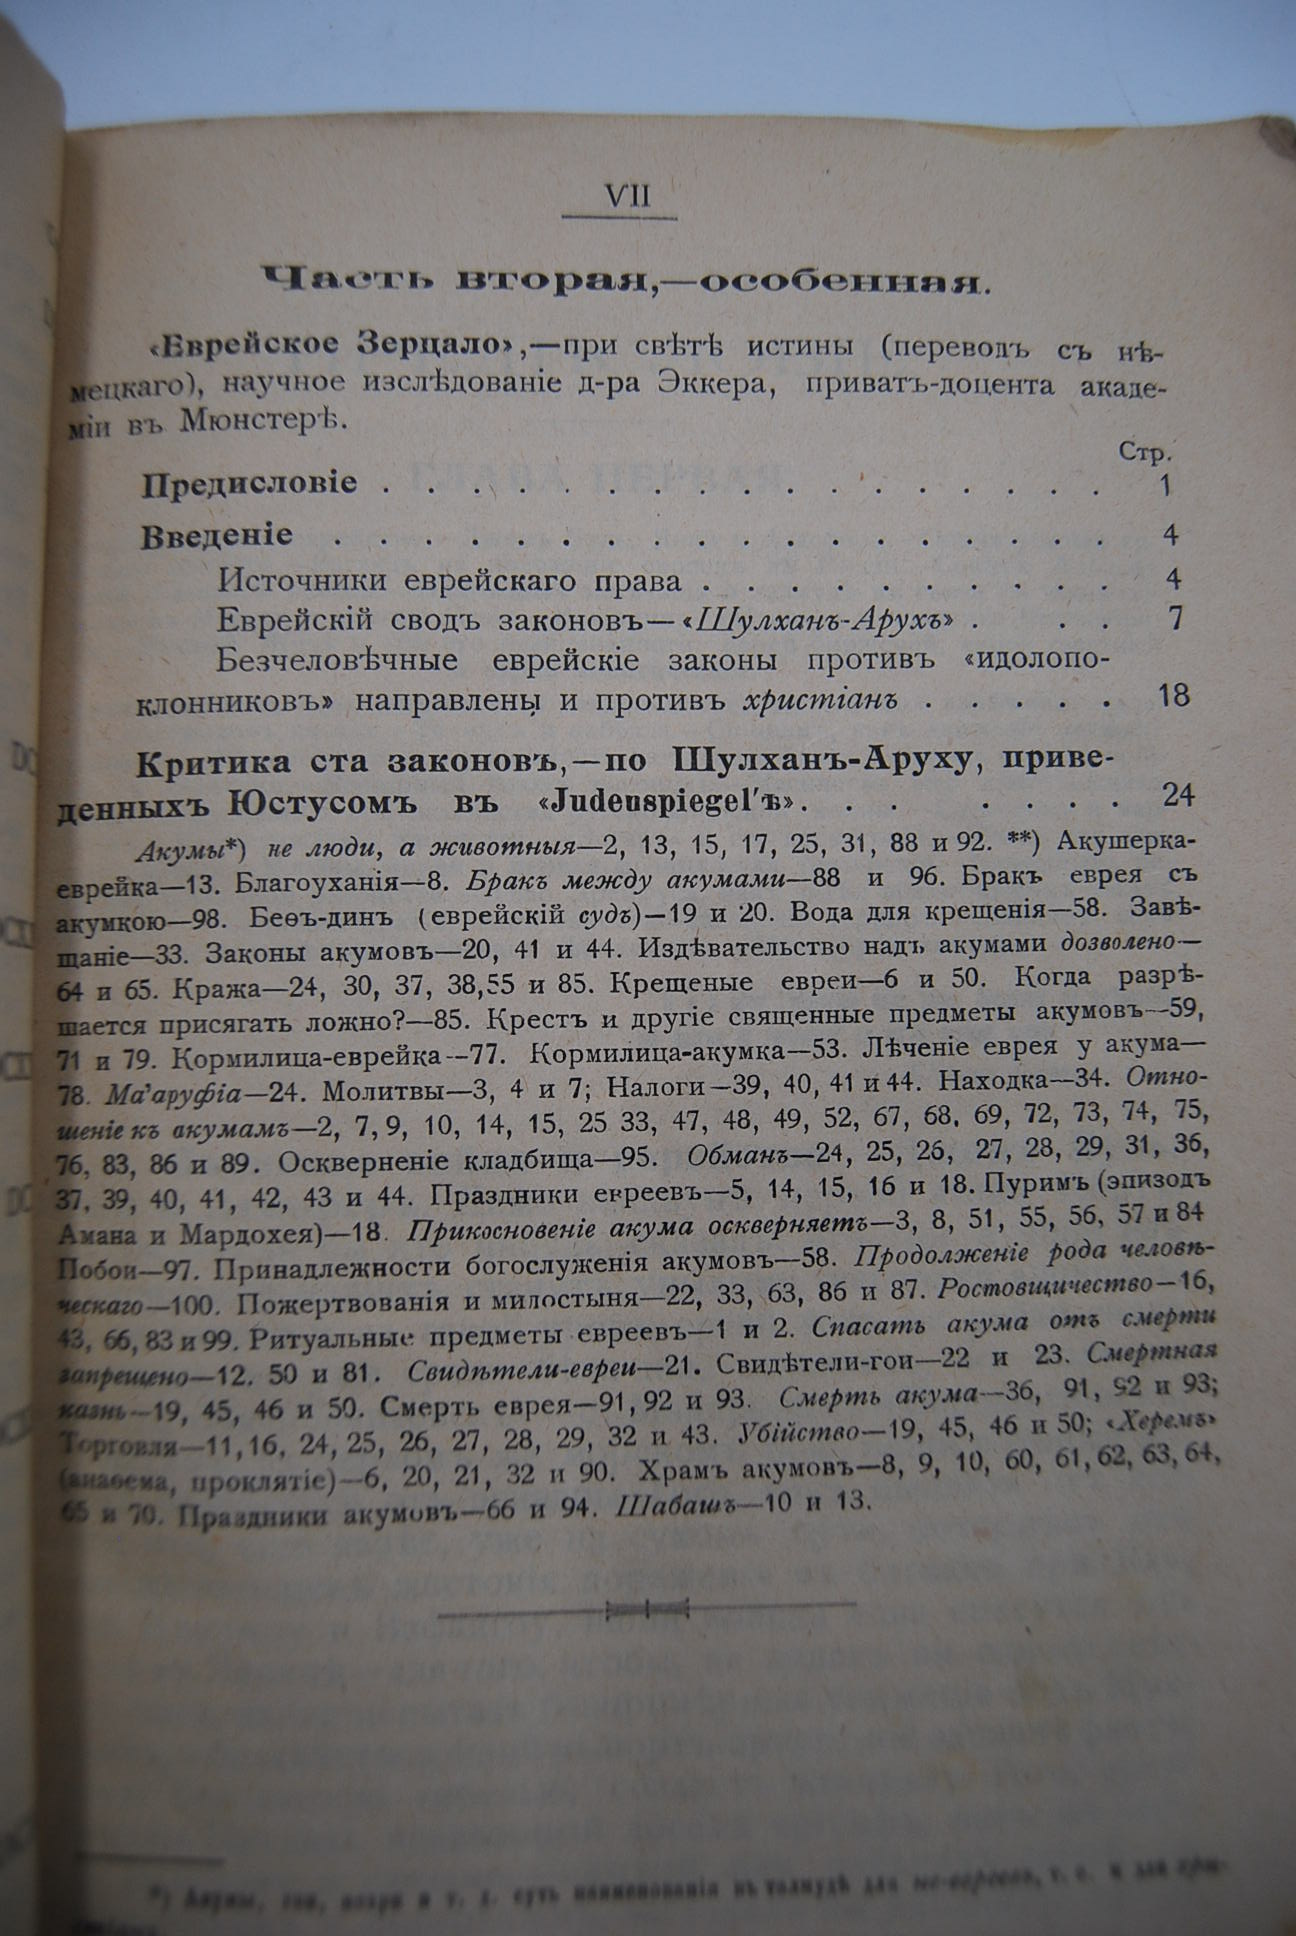 VII
Часть вторая,—особенная.
«Еврейское Зерцало»,—при свѣтѣ истины (переводъ съ нѣ-
мецкаго), научное изслѣдованіе д-ра Эккера, приватъ-доцента акаде-
міи въ Мюнстерѣ.
Стр.
Предисловіе . . . . . . . . . . . . . . . . . 1
Введеніе . . . . . . . . . . . . . . . . . . 4
Источники еврейскаго права . . . . . . . . . . 4
Еврейскій сводъ законовъ—«Шулханъ-Арухъ» . . . 7
Безчеловѣчные еврейскіе законы противъ «идолопо-
клонниковъ» направлены и противъ христіанъ . . . . . 18
Критика ста законовъ,—по Шулханъ-Аруху, приве-
денныхъ Юстусомъ въ «Judenspiegel'ѣ». . . . . . . 24
Акумы*) не люди, а животныя—2, 13, 15, 17, 25, 31, 88 и 92. **) Акушерка-
еврейка—13. Благоуханія—8. Бракъ между акумами—88 и 96. Бракъ еврея съ
акумкою—98. Беѳъ-динъ (еврейскій судъ)—19 и 20. Вода для крещенія—58. Завѣ-
щаніе—33. Законы акумовъ—20, 41 и 44. Издѣвательство надъ акумами дозволено—
64 и 65. Кража—24, 30, 37, 38,55 и 85. Крещеные евреи—6 и 50. Когда разрѣ-
шается присягать ложно?—85. Крестъ и другіе священные предметы акумовъ—59,
71 и 79. Кормилица-еврейка—77. Кормилица-акумка—53. Лѣченіе еврея у акума—
78. Ма'аруфіа—24. Молитвы—3, 4 и 7; Налоги—39, 40, 41 и 44. Находка—34. Отно-
шеніе къ акумамъ—2, 7, 9, 10, 14, 15, 25 33, 47, 48, 49, 52, 67, 68. 69, 72, 73, 74, 75,
76, 83, 86 и 89. Оскверненіе кладбища—95. Обманъ—24, 25, 26, 27, 28, 29, 31, 36,
37, 39, 40, 41, 42, 43 и 44. Праздники евреевъ—5, 14, 15, 16 и 18. Пуримъ (эпизодъ
Амана и Мардохея)—18. Прикосновеніе акума оскверняетъ—3, 8, 51, 55, 56, 57 и 84
Побои—97. Принадлежности богослуженія акумовъ—58. Продолженіе рода человѣ-
ческаго—100. Пожертвованія и милостыня—22, 33, 63, 86 и 87. Ростовщичество—16,
43, 66, 83 и 99. Ритуальные предметы евреевъ—1 и 2. Спасать акума отъ смерти
запрещено—12. 50 и 81. Свидѣтели-евреи—21. Свидѣтели-гои—22 и 23. Смертная
казнь—19, 45, 46 и 50. Смерть еврея—91, 92 и 93. Смерть акума—36, 91, 92 и 93;
Торговля—11, 16, 24, 25, 26, 27, 28, 29, 32 и 43. Убійство—19, 45, 46 и 50; «Херемъ»
(анаѳема, проклятіе)—6, 20, 21, 32 и 90. Храмъ акумовъ—8, 9, 10, 60, 61, 62, 63, 64,
65 и 70. Праздники акумовъ—66 и 94. Шабашъ—10 и 13.
*) Акумы, гои, нохри и т. д. суть наименованія въ талмудѣ для не-евреевъ, т. е. и для хри-